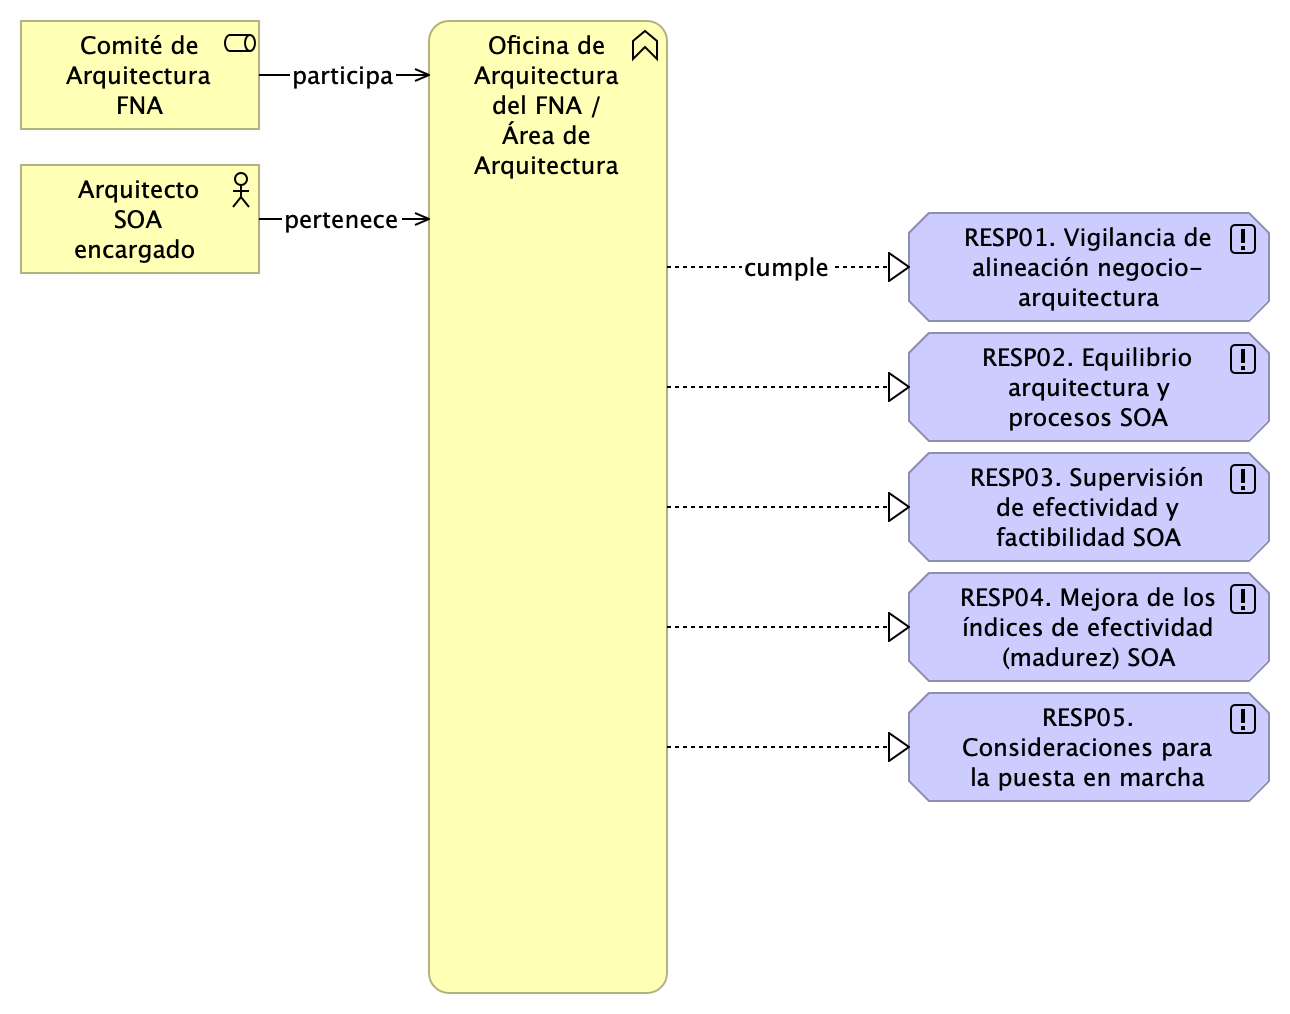 Comité de
Arquitectura
FNA
participa
Arquitecto
SOA
encargado
pertenece
Oficina de
Arquitectura
del FNA /
Área de
Arquitectura
cumple
RESP01. Vigilancia de
alineación negocio-
arquitectura
RESP02. Equilibrio
arquitectura y
procesos SOA
RESP03. Supervisión
de efectividad y
factibilidad SOA
RESP04. Mejora de los
índices de efectividad
(madurez) SOA
RESP05.
Consideraciones para
la puesta en marcha